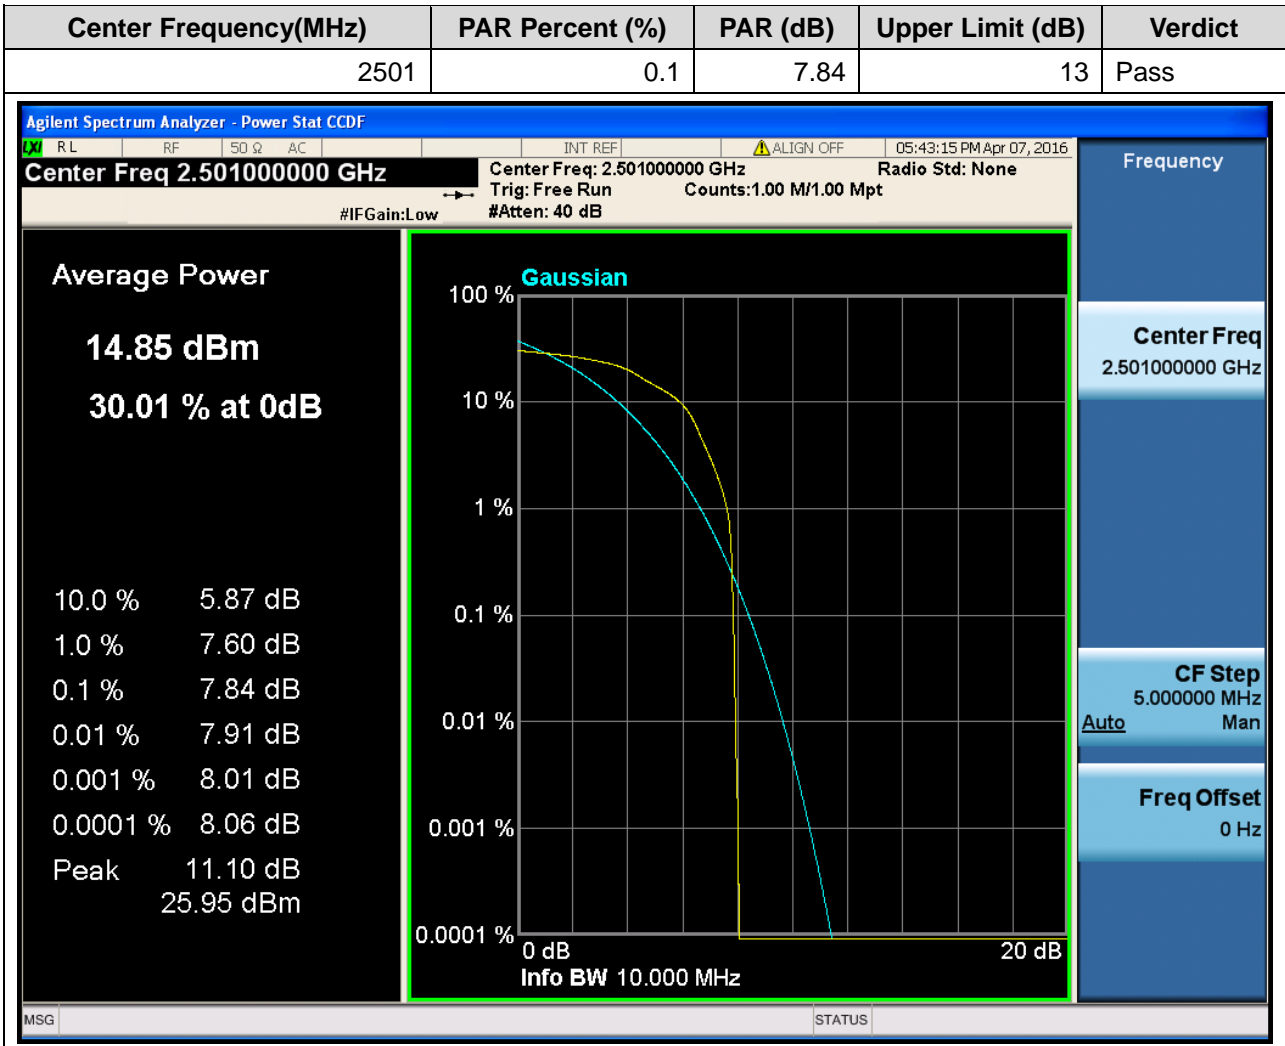 Center Frequency(MHz) PAR Percent (%) PAR (dB) Upper Limit (dB) Verdict
2501 0.1 7.84 13 Pass
Agilent Spectrum Analyzer - Power Stat CCDF
LXI RL RF 50 Ω AC INT REF ALIGN OFF 05:43:15 PM Apr 07, 2016
Center Freq 2.501000000 GHz
#IFGain:Low
Center Freq: 2.501000000 GHz Radio Std: None
Trig: Free Run Counts:1.00 M/1.00 Mpt
#Atten: 40 dB
Average Power
14.85 dBm
30.01 % at 0dB
10.0 % 5.87 dB
1.0 % 7.60 dB
0.1 % 7.84 dB
0.01 % 7.91 dB
0.001 % 8.01 dB
0.0001 % 8.06 dB
Peak 11.10 dB
25.95 dBm
Gaussian
100 %
10 %
1 %
0.1 %
0.01 %
0.001 %
0.0001 %
0 dB 20 dB
Info BW 10.000 MHz
Frequency
Center Freq
2.501000000 GHz
CF Step
5.000000 MHz
Auto Man
Freq Offset
0 Hz
MSG STATUS